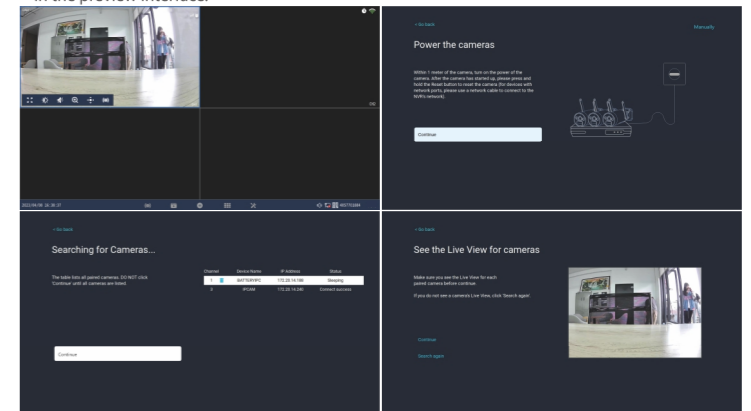 in the preview interface.
2022/09/06 16:30:37
< Go back
Manually
Power the cameras
Within 1 meter of the camera, turn on the power of the
camera. After the camera has started up, please press and
hold the Reset button to reset the camera (for devices with
network ports, please use a network cable to connect to the
NVR's network).
Continue
< Go back
Searching for Cameras...
The table lists all paired cameras. DO NOT click
'Continue' until all cameras are listed.
Channel Device Name IP Address Status
1 BATTERYIPC 172.20.14.188 Sleeping
IPCAM 172.20.14.240 Connect success
Continue
< Go back
See the Live View for cameras
Make sure you see the Live View for each
paired camera before continue.
If you do not see a camera's Live View, click 'Search again'.
Continue
Search again